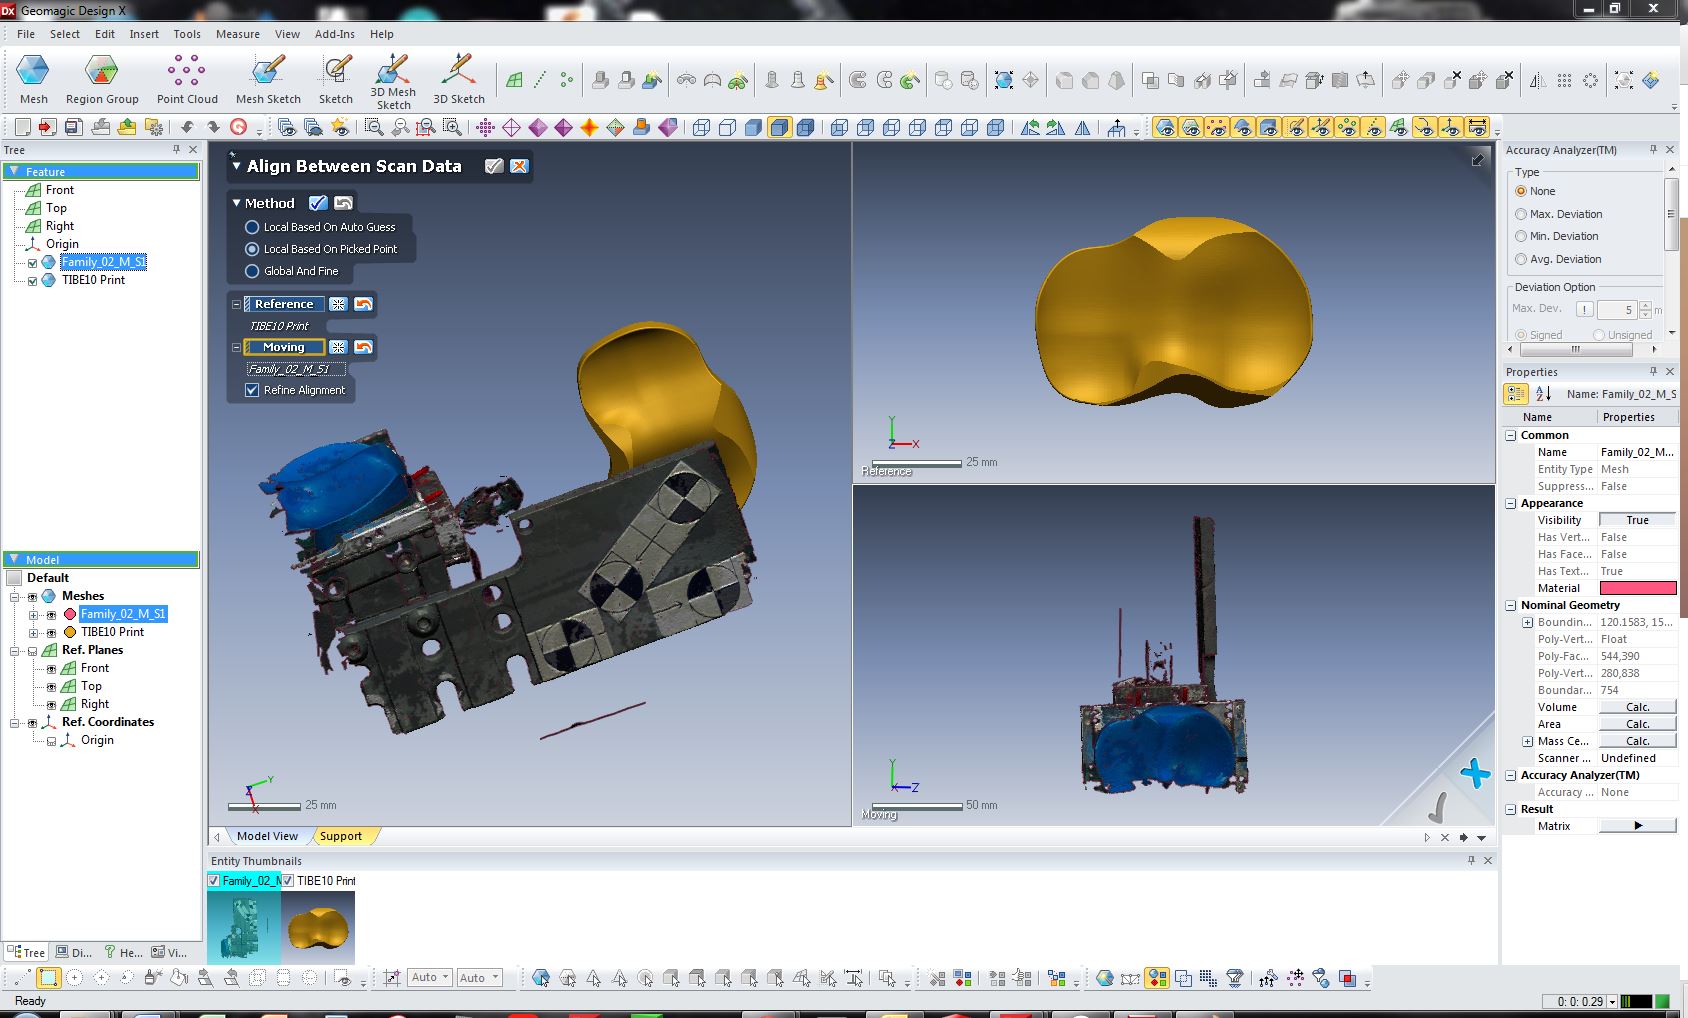 Geomagic Design X
File Select Edit Insert Tools Measure View Add-Ins Help
Mesh Region Group Point Cloud Mesh Sketch Sketch 3D Mesh Sketch 3D Sketch
Tree
Feature
Front
Top
Right
Origin
Family_02_M_S1
TIBE10 Print
Model
Default
Meshes
Family_02_M_S1
TIBE10 Print
Ref. Planes
Front
Top
Right
Ref. Coordinates
Origin
Tree Di... He... Vi...
Align Between Scan Data
Method
Local Based On Auto Guess
Local Based On Picked Point
Global And Fine
Reference
TIBE10 Print
Moving
Family_02_M_S1
Refine Alignment
Y
Z
X
25 mm
Y
Z
X
25 mm
Reference
Y
X
Z
50 mm
Moving
Model View Support
Entity Thumbnails
Family_02_M TIBE10 Print
Accuracy Analyzer(TM)
Type
None
Max. Deviation
Min. Deviation
Avg. Deviation
Deviation Option
Max. Dev. ! 5 m
Signed Unsigned
Properties
Name: Family_02_M_S
Name Properties
Common
Name Family_02_M...
Entity Type Mesh
Suppress... False
Appearance
Visibility True
Has Vert... False
Has Face... False
Has Text... True
Material
Nominal Geometry
Boundin... 120.1583, 15...
Poly-Vert... Float
Poly-Fac... 544,390
Poly-Vert... 280,838
Boundar... 754
Volume Calc.
Area Calc.
Mass Ce... Calc.
Scanner ... Undefined
Accuracy Analyzer(TM)
Accuracy ... None
Result
Matrix
Auto Auto
Ready
0: 0: 0.29